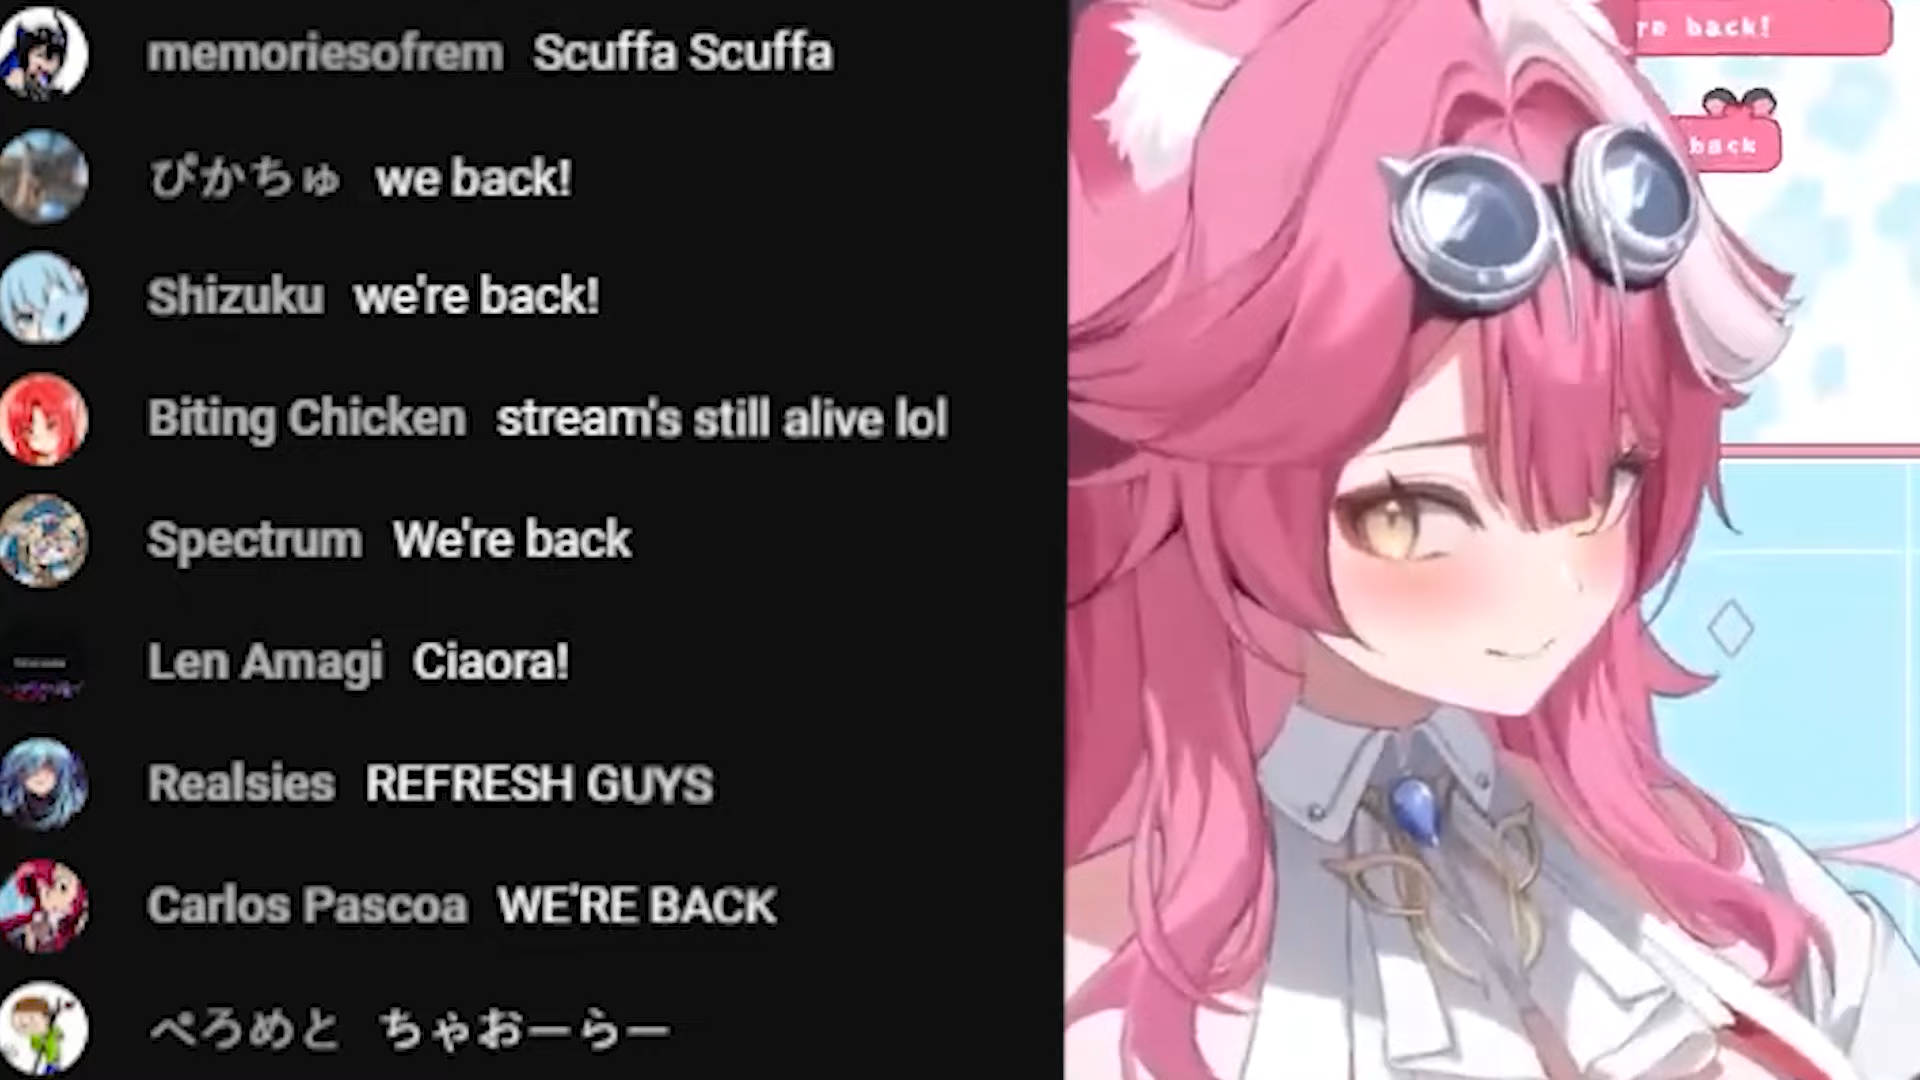 memoriesofrem Scuffa Scuffa
ぴかちゅ we back!
Shizuku we're back!
Biting Chicken stream's still alive lol
Spectrum We're back
Len Amagi Ciaora!
Realsies REFRESH GUYS
Carlos Pascoa WE'RE BACK
ぺろめと ちゃおーらー
re back!
back